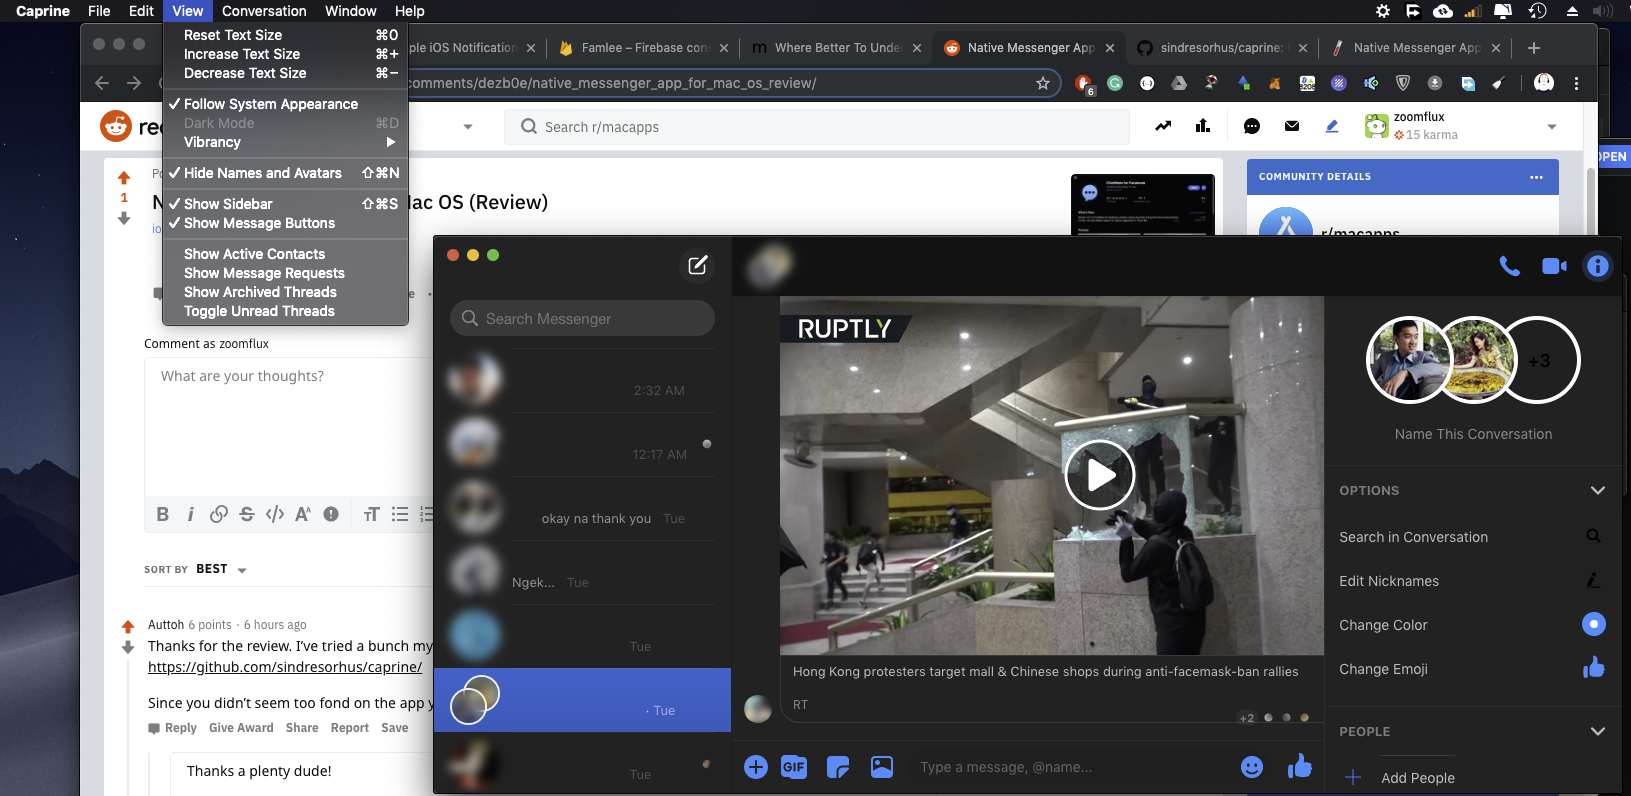 Caprine File Edit View Conversation Window Help
Reset Text Size ⌘0
Increase Text Size ⌘+
Decrease Text Size ⌘−
✓ Follow System Appearance
Dark Mode ⌘D
Vibrancy ▶
✓ Hide Names and Avatars ⇧⌘N
✓ Show Sidebar ⇧⌘S
✓ Show Message Buttons
Show Active Contacts
Show Message Requests
Show Archived Threads
Toggle Unread Threads
ple iOS Notification
Famlee – Firebase con
Where Better To Unde
Native Messenger App
sindresorhus/caprine:
Native Messenger App
comments/dezb0e/native_messenger_app_for_mac_os_review/
6
Search r/macapps
zoomflux
15 karma
OPEN
1
ac OS (Review)
COMMUNITY DETAILS
r/macapps
Comment as zoomflux
What are your thoughts?
SORT BY BEST
Auttoh 6 points · 6 hours ago
Thanks for the review. I've tried a bunch my
https://github.com/sindresorhus/caprine/
Since you didn't seem too fond on the app y
Reply Give Award Share Report Save
Thanks a plenty dude!
Search Messenger
2:32 AM
12:17 AM
okay na thank you Tue
Ngek... Tue
Tue
· Tue
Tue
RUPTLY
Hong Kong protesters target mall & Chinese shops during anti-facemask-ban rallies
RT
+2
GIF
Type a message, @name...
+3
Name This Conversation
OPTIONS
Search in Conversation
Edit Nicknames
Change Color
Change Emoji
PEOPLE
Add People